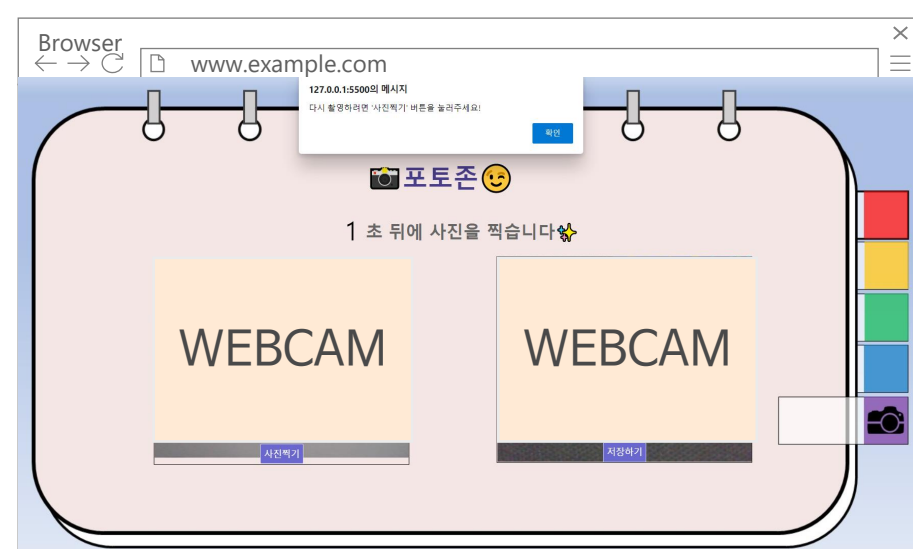 Browser
www.example.com
127.0.0.1:5500의 메시지
다시 촬영하려면 '사진찍기' 버튼을 눌러주세요!
확인
포토존
1 초 뒤에 사진을 찍습니다
WEBCAM
WEBCAM
사진찍기
저장하기